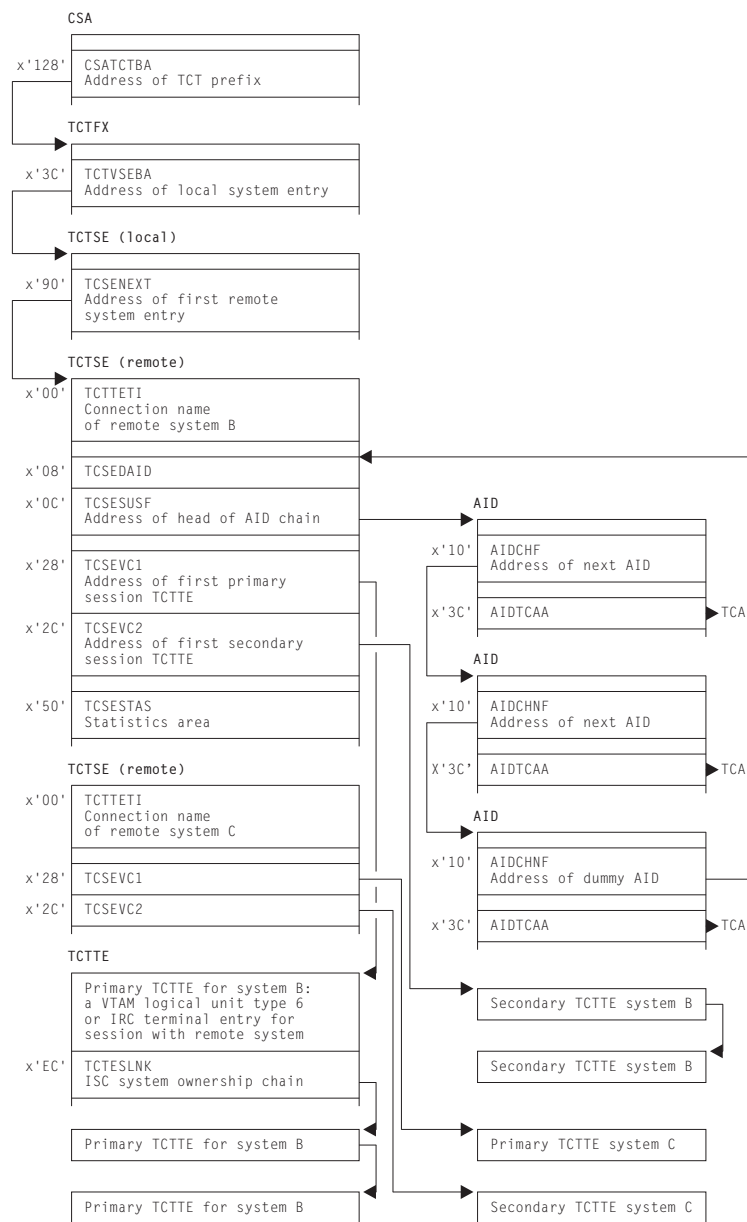 CSA
x'128' CSATCTBA
Address of TCT prefix
TCTFX
x'3C' TCTVSEBA
Address of local system entry
TCTSE (local)
x'90' TCSENEXT
Address of first remote
system entry
TCTSE (remote)
x'00' TCTTETI
Connection name
of remote system B
x'08' TCSEDAID
x'0C' TCSESUSF
Address of head of AID chain
x'28' TCSEVC1
Address of first primary
session TCTTE
x'2C' TCSEVC2
Address of first secondary
session TCTTE
x'50' TCSESTAS
Statistics area
AID
x'10' AIDCHF
Address of next AID
x'3C' AIDTCAA TCA
AID
x'10' AIDCHNF
Address of next AID
X'3C’ AIDTCAA TCA
AID
x'10' AIDCHNF
Address of dummy AID
x'3C' AIDTCAA TCA
TCTSE (remote)
x'00' TCTTETI
Connection name
of remote system C
x'28' TCSEVC1
x'2C' TCSEVC2
TCTTE
Primary TCTTE for system B:
a VTAM logical unit type 6
or IRC terminal entry for
session with remote system
x'EC' TCTESLNK
ISC system ownership chain
Primary TCTTE for system B
Primary TCTTE for system B
Secondary TCTTE system B
Secondary TCTTE system B
Primary TCTTE system C
Secondary TCTTE system C